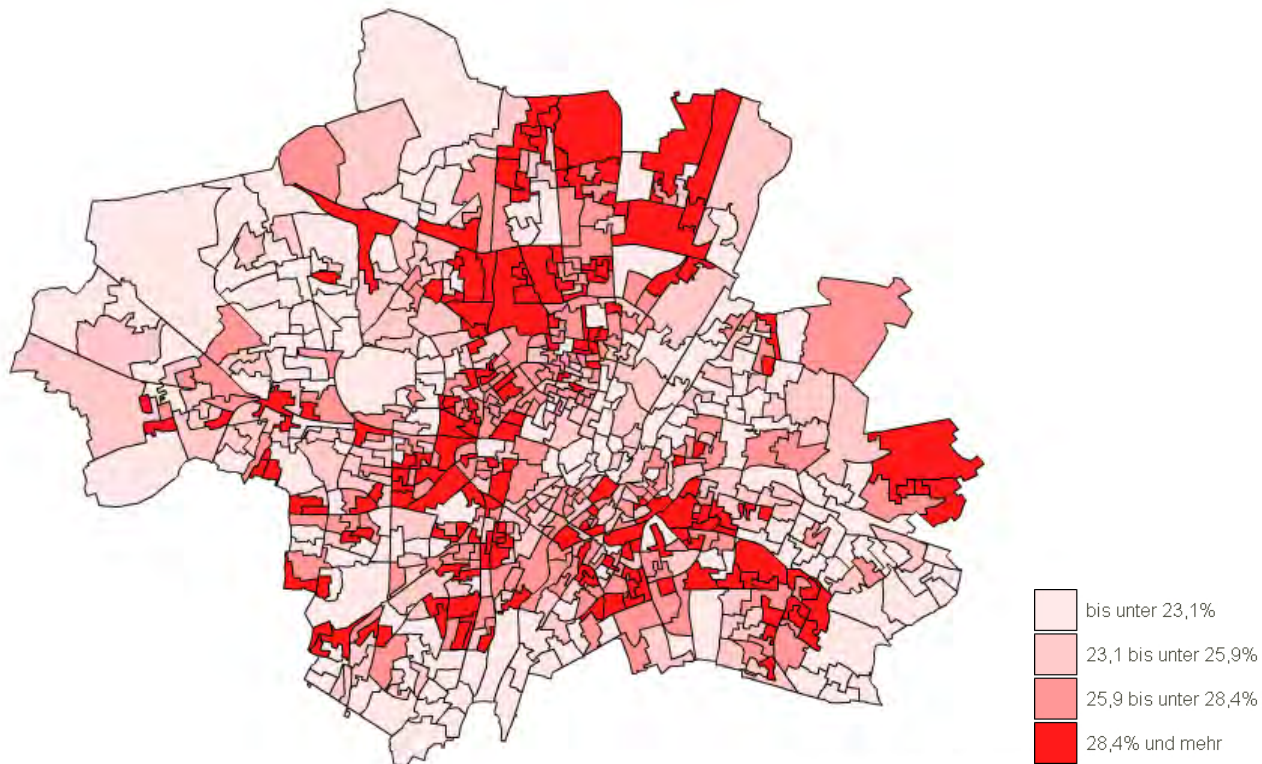 bis unter 23,1%
23,1 bis unter 25,9%
25,9 bis unter 28,4%
28,4% und mehr